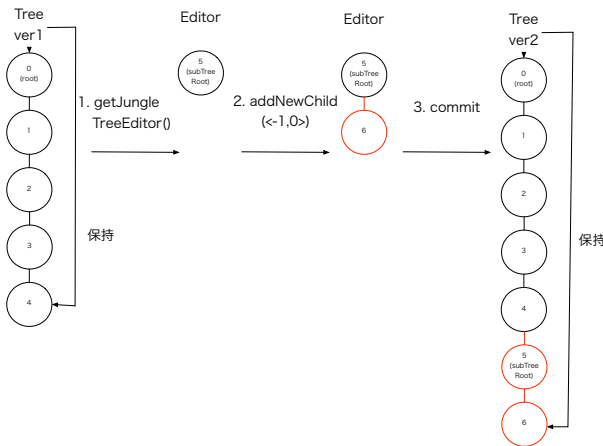 Tree
ver1
0
(root)
1
2
3
4
保持
1. getJungle
TreeEditor()
Editor
5
(subTree
Root)
2. addNewChild
(<-1,0>)
Editor
5
(subTree
Root)
6
3. commit
Tree
ver2
0
(root)
1
2
3
4
5
(subTree
Root)
6
保持